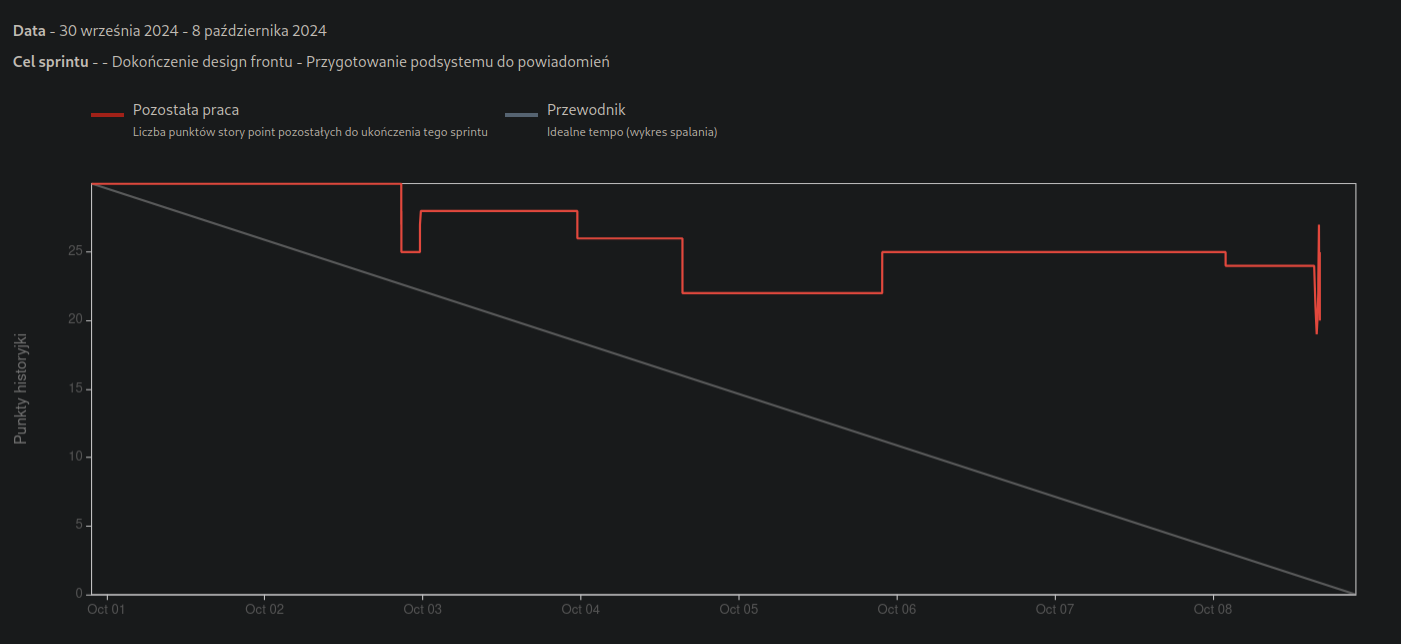 Data - 30 września 2024 - 8 października 2024
Cel sprintu - - Dokończenie design frontu - Przygotowanie podsystemu do powiadomień
Pozostała praca
Liczba punktów story point pozostałych do ukończenia tego sprintu
Przewodnik
Idealne tempo (wykres spalania)
Punkty historyjki
25
20
15
10
5
0
Oct 01 Oct 02 Oct 03 Oct 04 Oct 05 Oct 06 Oct 07 Oct 08